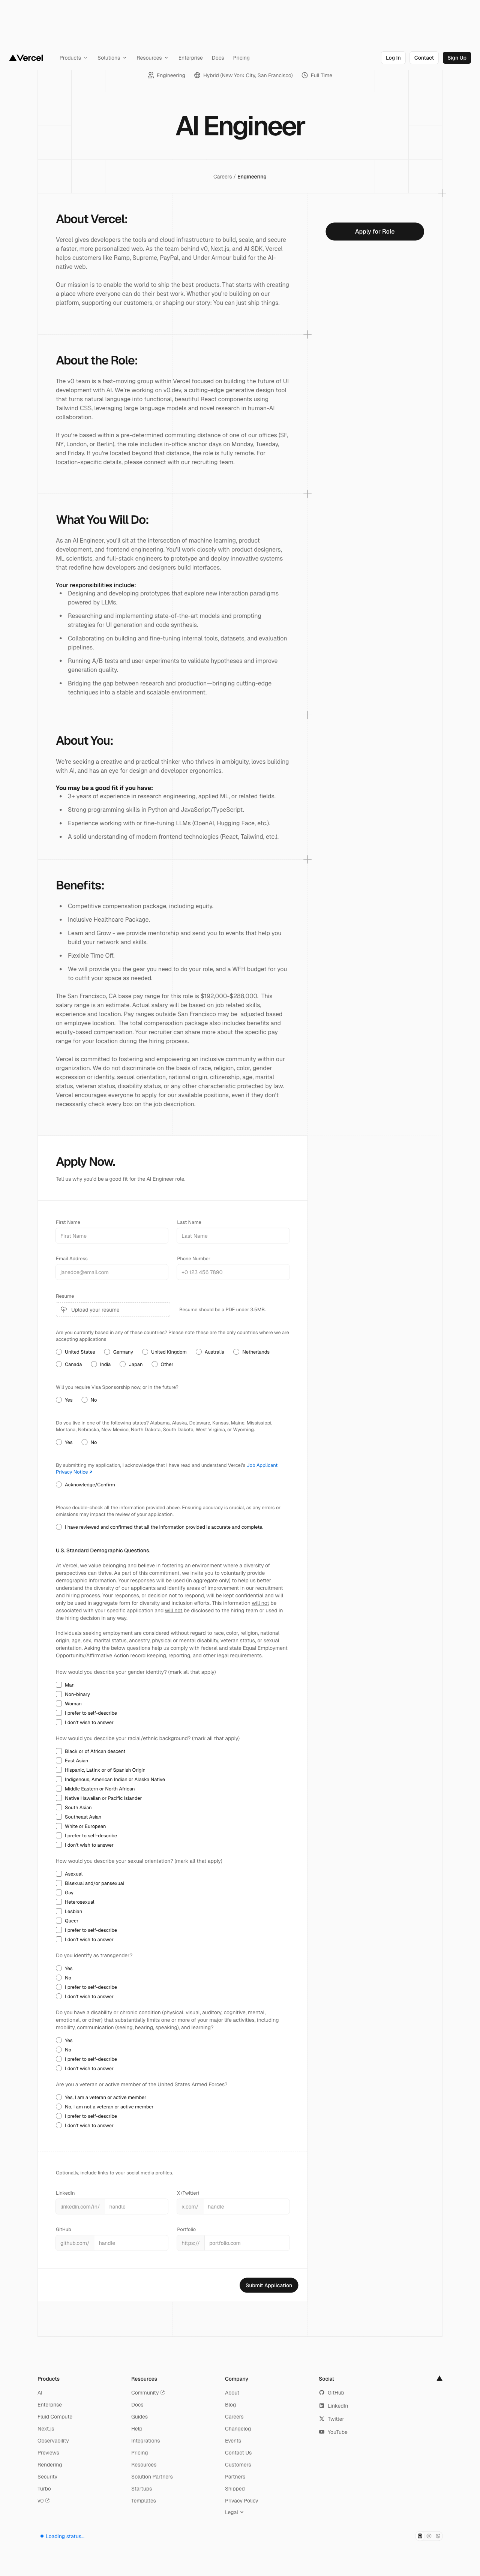 Vercel
Products Solutions Resources Enterprise Docs Pricing
Log In Contact Sign Up
Engineering Hybrid (New York City, San Francisco) Full Time
AI Engineer
Careers / Engineering
About Vercel:
Apply for Role
Vercel gives developers the tools and cloud infrastructure to build, scale, and secure
a faster, more personalized web. As the team behind v0, Next.js, and AI SDK, Vercel
helps customers like Ramp, Supreme, PayPal, and Under Armour build for the AI-
native web.
Our mission is to enable the world to ship the best products. That starts with creating
a place where everyone can do their best work. Whether you're building on our
platform, supporting our customers, or shaping our story: You can just ship things.
About the Role:
The v0 team is a fast-moving group within Vercel focused on building the future of UI
development with AI. We're working on v0.dev, a cutting-edge generative design tool
that turns natural language into functional, beautiful React components using
Tailwind CSS, leveraging large language models and novel research in human-AI
collaboration.
If you're based within a pre-determined commuting distance of one of our offices (SF,
NY, London, or Berlin), the role includes in-office anchor days on Monday, Tuesday,
and Friday. If you're located beyond that distance, the role is fully remote. For
location-specific details, please connect with our recruiting team.
What You Will Do:
As an AI Engineer, you'll sit at the intersection of machine learning, product
development, and frontend engineering. You'll work closely with product designers,
ML scientists, and full-stack engineers to prototype and deploy innovative systems
that redefine how developers and designers build interfaces.
Your responsibilities include:
• Designing and developing prototypes that explore new interaction paradigms
powered by LLMs.
• Researching and implementing state-of-the-art models and prompting
strategies for UI generation and code synthesis.
• Collaborating on building and fine-tuning internal tools, datasets, and evaluation
pipelines.
• Running A/B tests and user experiments to validate hypotheses and improve
generation quality.
• Bridging the gap between research and production—bringing cutting-edge
techniques into a stable and scalable environment.
About You:
We're seeking a creative and practical thinker who thrives in ambiguity, loves building
with AI, and has an eye for design and developer ergonomics.
You may be a good fit if you have:
• 3+ years of experience in research engineering, applied ML, or related fields.
• Strong programming skills in Python and JavaScript/TypeScript.
• Experience working with or fine-tuning LLMs (OpenAI, Hugging Face, etc.).
• A solid understanding of modern frontend technologies (React, Tailwind, etc.).
Benefits:
• Competitive compensation package, including equity.
• Inclusive Healthcare Package.
• Learn and Grow - we provide mentorship and send you to events that help you
build your network and skills.
• Flexible Time Off.
• We will provide you the gear you need to do your role, and a WFH budget for you
to outfit your space as needed.
The San Francisco, CA base pay range for this role is $192,000-$288,000. This
salary range is an estimate. Actual salary will be based on job related skills,
experience and location. Pay ranges outside San Francisco may be adjusted based
on employee location. The total compensation package also includes benefits and
equity-based compensation. Your recruiter can share more about the specific pay
range for your location during the hiring process.
Vercel is committed to fostering and empowering an inclusive community within our
organization. We do not discriminate on the basis of race, religion, color, gender
expression or identity, sexual orientation, national origin, citizenship, age, marital
status, veteran status, disability status, or any other characteristic protected by law.
Vercel encourages everyone to apply for our available positions, even if they don't
necessarily check every box on the job description.
Apply Now.
Tell us why you'd be a good fit for the AI Engineer role.
First Name Last Name
First Name Last Name
Email Address Phone Number
janedoe@email.com +0 123 456 7890
Resume
Upload your resume Resume should be a PDF under 3.5MB.
Are you currently based in any of these countries? Please note these are the only countries where we are
accepting applications
United States Germany United Kingdom Australia Netherlands
Canada India Japan Other
Will you require Visa Sponsorship now, or in the future?
Yes No
Do you live in one of the following states? Alabama, Alaska, Delaware, Kansas, Maine, Mississippi,
Montana, Nebraska, New Mexico, North Dakota, South Dakota, West Virginia, or Wyoming.
Yes No
By submitting my application, I acknowledge that I have read and understand Vercel's Job Applicant
Privacy Notice
Acknowledge/Confirm
Please double-check all the information provided above. Ensuring accuracy is crucial, as any errors or
omissions may impact the review of your application.
I have reviewed and confirmed that all the information provided is accurate and complete.
U.S. Standard Demographic Questions.
At Vercel, we value belonging and believe in fostering an environment where a diversity of
perspectives can thrive. As part of this commitment, we invite you to voluntarily provide
demographic information. Your responses will be used (in aggregate only) to help us better
understand the diversity of our applicants and identify areas of improvement in our recruitment
and hiring process. Your responses, or decision not to respond, will be kept confidential and will
only be used in aggregate form for diversity and inclusion efforts. This information will not be
associated with your specific application and will not be disclosed to the hiring team or used in
the hiring decision in any way.
Individuals seeking employment are considered without regard to race, color, religion, national
origin, age, sex, marital status, ancestry, physical or mental disability, veteran status, or sexual
orientation. Asking the below questions help us comply with federal and state Equal Employment
Opportunity/Affirmative Action record keeping, reporting, and other legal requirements.
How would you describe your gender identity? (mark all that apply)
Man
Non-binary
Woman
I prefer to self-describe
I don't wish to answer
How would you describe your racial/ethnic background? (mark all that apply)
Black or of African descent
East Asian
Hispanic, Latinx or of Spanish Origin
Indigenous, American Indian or Alaska Native
Middle Eastern or North African
Native Hawaiian or Pacific Islander
South Asian
Southeast Asian
White or European
I prefer to self-describe
I don't wish to answer
How would you describe your sexual orientation? (mark all that apply)
Asexual
Bisexual and/or pansexual
Gay
Heterosexual
Lesbian
Queer
I prefer to self-describe
I don't wish to answer
Do you identify as transgender?
Yes
No
I prefer to self-describe
I don't wish to answer
Do you have a disability or chronic condition (physical, visual, auditory, cognitive, mental,
emotional, or other) that substantially limits one or more of your major life activities, including
mobility, communication (seeing, hearing, speaking), and learning?
Yes
No
I prefer to self-describe
I don't wish to answer
Are you a veteran or active member of the United States Armed Forces?
Yes, I am a veteran or active member
No, I am not a veteran or active member
I prefer to self-describe
I don't wish to answer
Optionally, include links to your social media profiles.
LinkedIn X (Twitter)
linkedin.com/in/ handle x.com/ handle
GitHub Portfolio
github.com/ handle https:// portfolio.com
Submit Application
Products
AI
Enterprise
Fluid Compute
Next.js
Observability
Previews
Rendering
Security
Turbo
v0
Resources
Community
Docs
Guides
Help
Integrations
Pricing
Resources
Solution Partners
Startups
Templates
Company
About
Blog
Careers
Changelog
Events
Contact Us
Customers
Partners
Shipped
Privacy Policy
Legal
Social
GitHub
LinkedIn
Twitter
YouTube
Loading status…